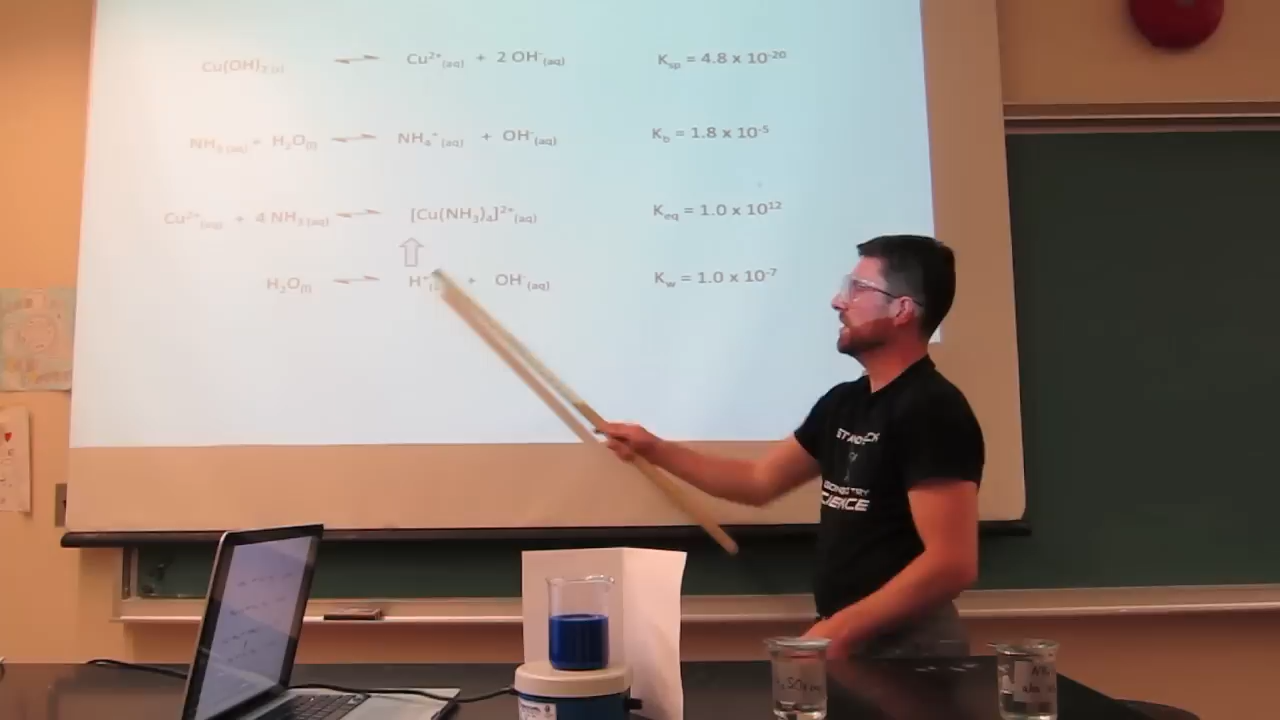 Cu(OH)₂ (s) ⇌ Cu²⁺(aq) + 2 OH⁻(aq) Ksp = 4.8 x 10⁻²⁰
NH₃ (aq) + H₂O(l) ⇌ NH₄⁺(aq) + OH⁻(aq) Kb = 1.8 x 10⁻⁵
Cu²⁺(aq) + 4 NH₃ (aq) ⇌ [Cu(NH₃)₄]²⁺(aq) Keq = 1.0 x 10¹²
H₂O(l) ⇌ H⁺ + OH⁻(aq) Kw = 1.0 x 10⁻⁷
SCIENCE